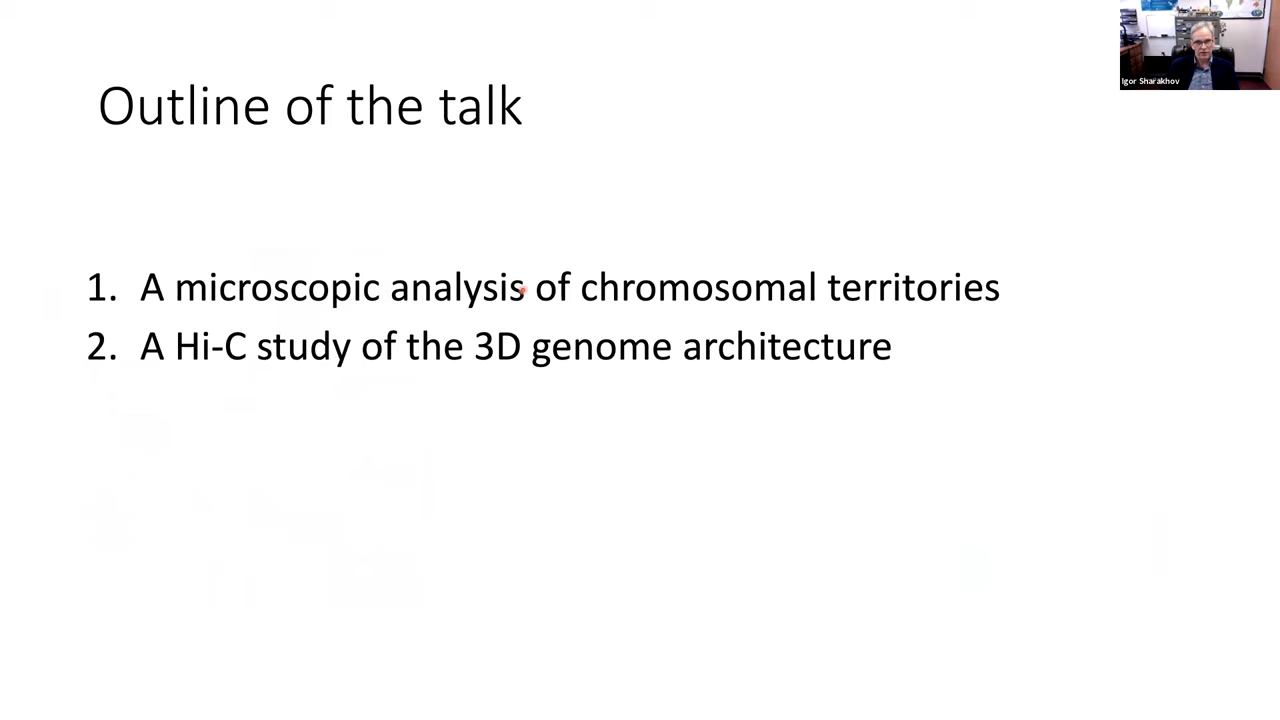 Igor Sharakhov
Outline of the talk
1. A microscopic analysis of chromosomal territories
2. A Hi-C study of the 3D genome architecture